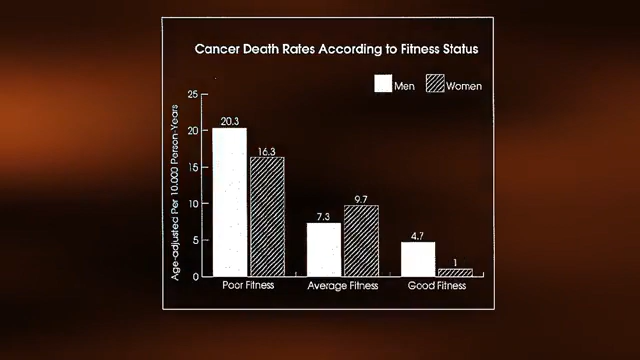 Cancer Death Rates According to Fitness Status
Men
Women
Age-adjusted Per 10.000 Person-Years
25
20
15
10
5
0
20.3
16.3
7.3
9.7
4.7
1
Poor Fitness
Average Fitness
Good Fitness